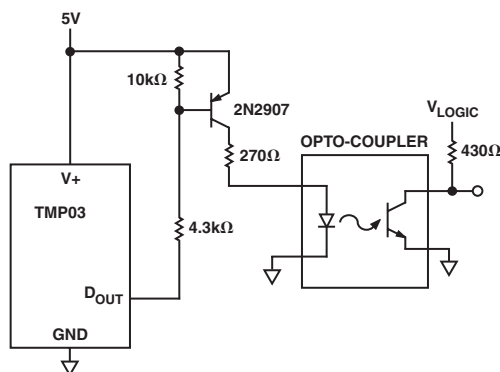 5V
10kΩ
2N2907
V+
TMP03
DOUT
GND
4.3kΩ
270Ω
OPTO-COUPLER
VLOGIC
430Ω